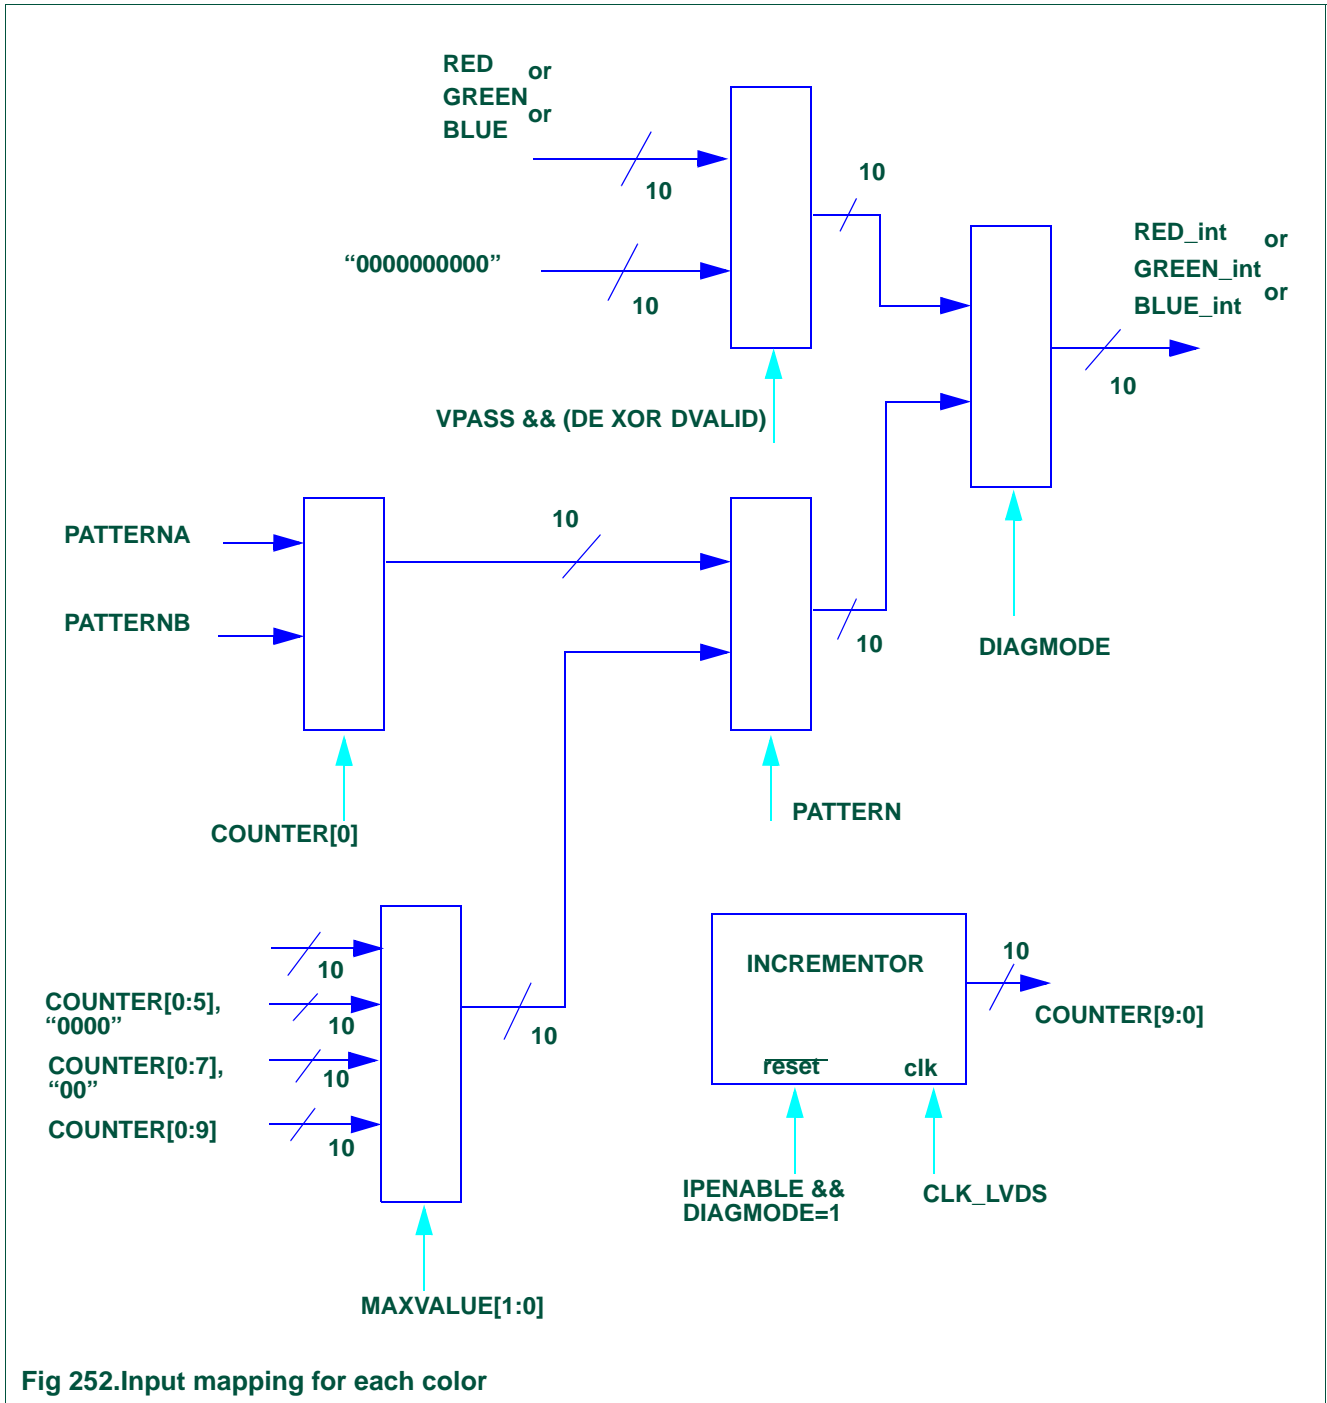 RED or
GREEN or
BLUE
10
10
"0000000000"
10
RED_int or
GREEN_int or
BLUE_int
10
VPASS && (DE XOR DVALID)
PATTERNA
10
PATTERNB
10
DIAGMODE
PATTERN
COUNTER[0]
10
COUNTER[0:5],
“0000”
10
COUNTER[0:7],
“00”
10
COUNTER[0:9]
10
10
MAXVALUE[1:0]
INCREMENTOR
10
COUNTER[9:0]
reset clk
IPENABLE &&
DIAGMODE=1
CLK_LVDS
Fig 252.Input mapping for each color